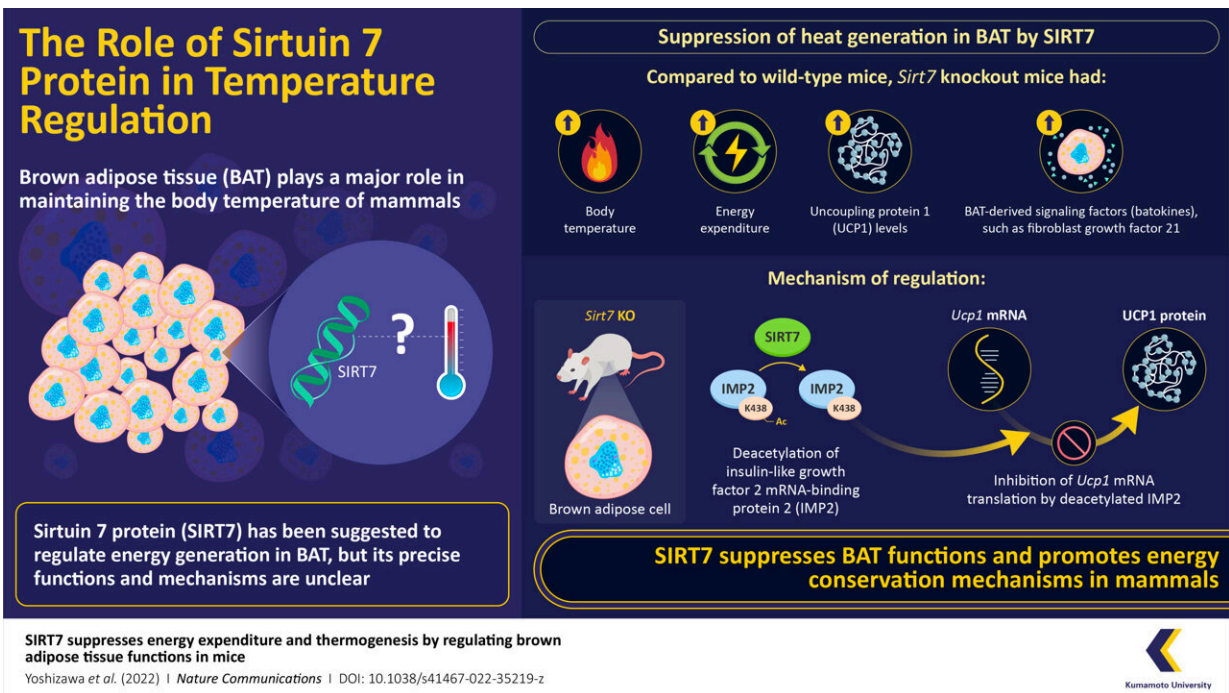 The Role of Sirtuin 7
Protein in Temperature
Regulation
Brown adipose tissue (BAT) plays a major role in
maintaining the body temperature of mammals
SIRT7
?
Sirtuin 7 protein (SIRT7) has been suggested to
regulate energy generation in BAT, but its precise
functions and mechanisms are unclear
Suppression of heat generation in BAT by SIRT7
Compared to wild-type mice, Sirt7 knockout mice had:
Body
temperature
Energy
expenditure
Uncoupling protein 1
(UCP1) levels
BAT-derived signaling factors (batokines),
such as fibroblast growth factor 21
Mechanism of regulation:
Sirt7 KO
Brown adipose cell
SIRT7
IMP2
K438
Ac
IMP2
K438
Deacetylation of
insulin-like growth
factor 2 mRNA-binding
protein 2 (IMP2)
Ucp1 mRNA
UCP1 protein
Inhibition of Ucp1 mRNA
translation by deacetylated IMP2
SIRT7 suppresses BAT functions and promotes energy
conservation mechanisms in mammals
SIRT7 suppresses energy expenditure and thermogenesis by regulating brown
adipose tissue functions in mice
Yoshizawa et al. (2022) | Nature Communications | DOI: 10.1038/s41467-022-35219-z
Kumamoto University